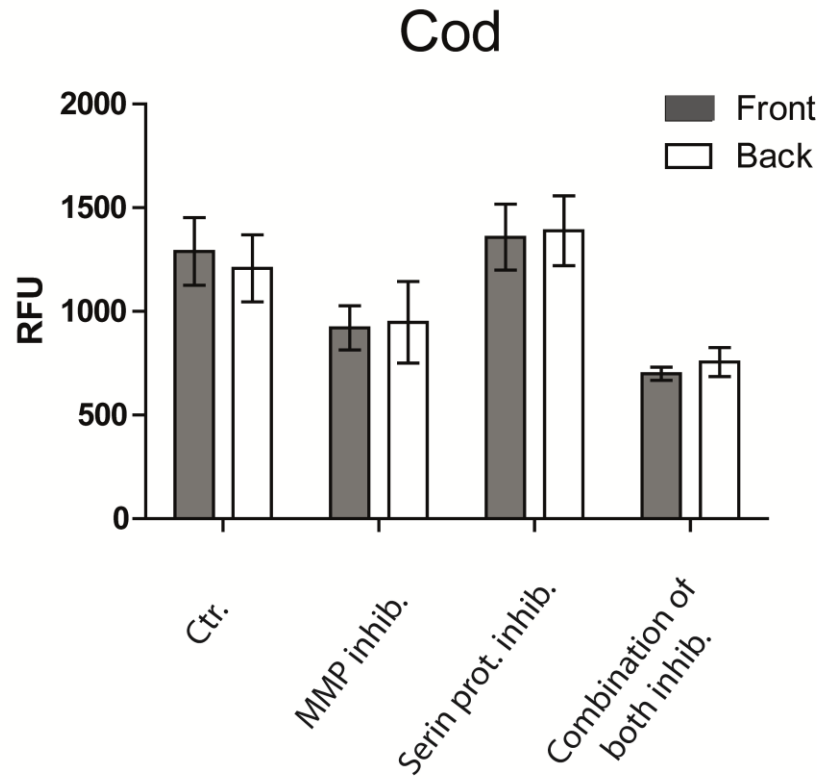 Cod
Front
Back
2000
1500
1000
500
0
RFU
Ctr.
MMP inhib.
Serin prot. inhib.
Combination of
both inhib.